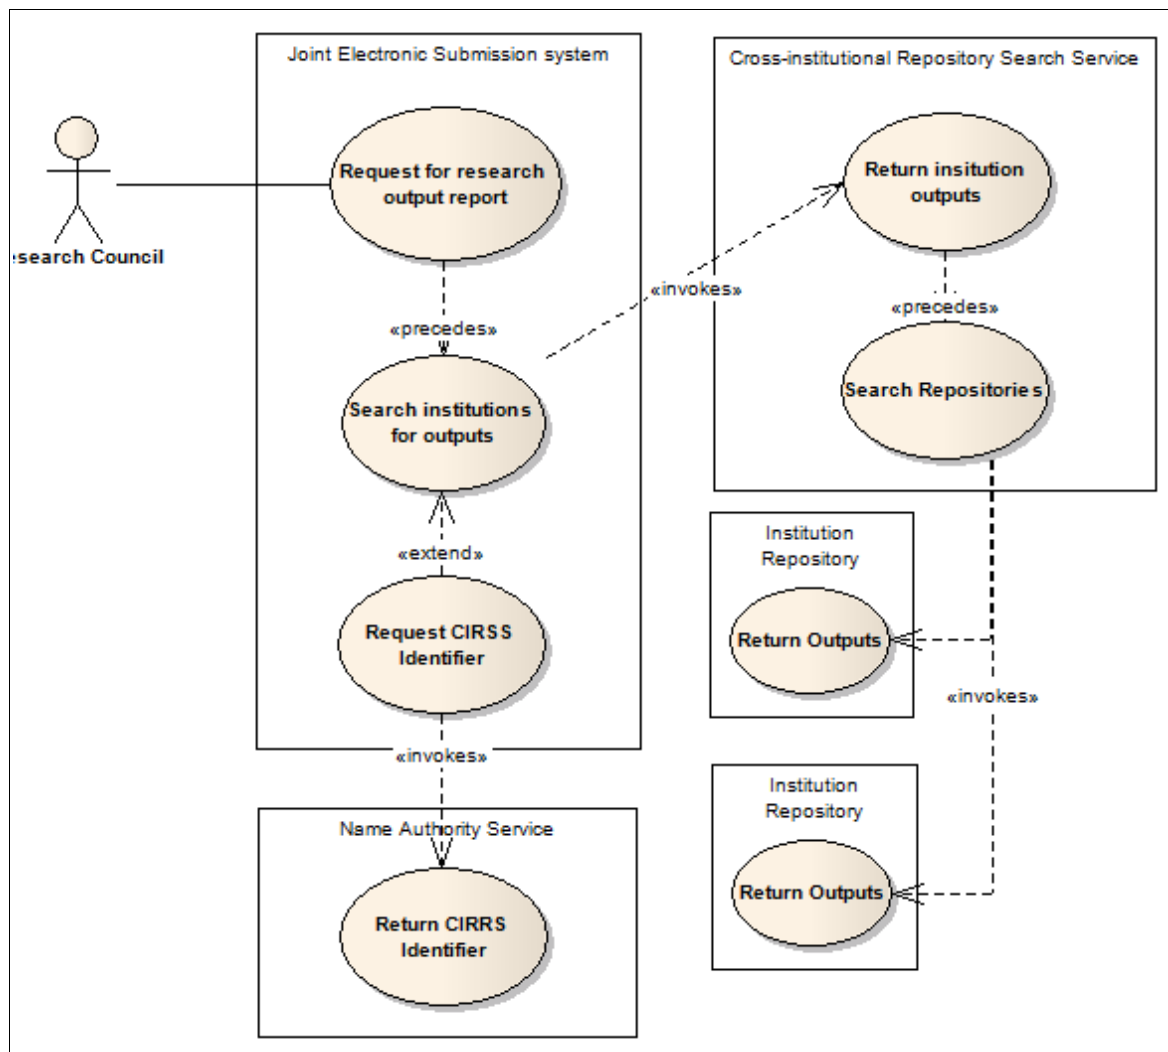 Joint Electronic Submission system
Request for research
output report
esearch Council
«precedes»
Search institutions
for outputs
«extend»
Request CIRSS
Identifier
«invokes»
Name Authority Service
Return CIRRS
Identifier
«invokes»
Cross-institutional Repository Search Service
Return insitution
outputs
«precedes»
Search Repositories
Institution
Repository
Return Outputs
«invokes»
Institution
Repository
Return Outputs